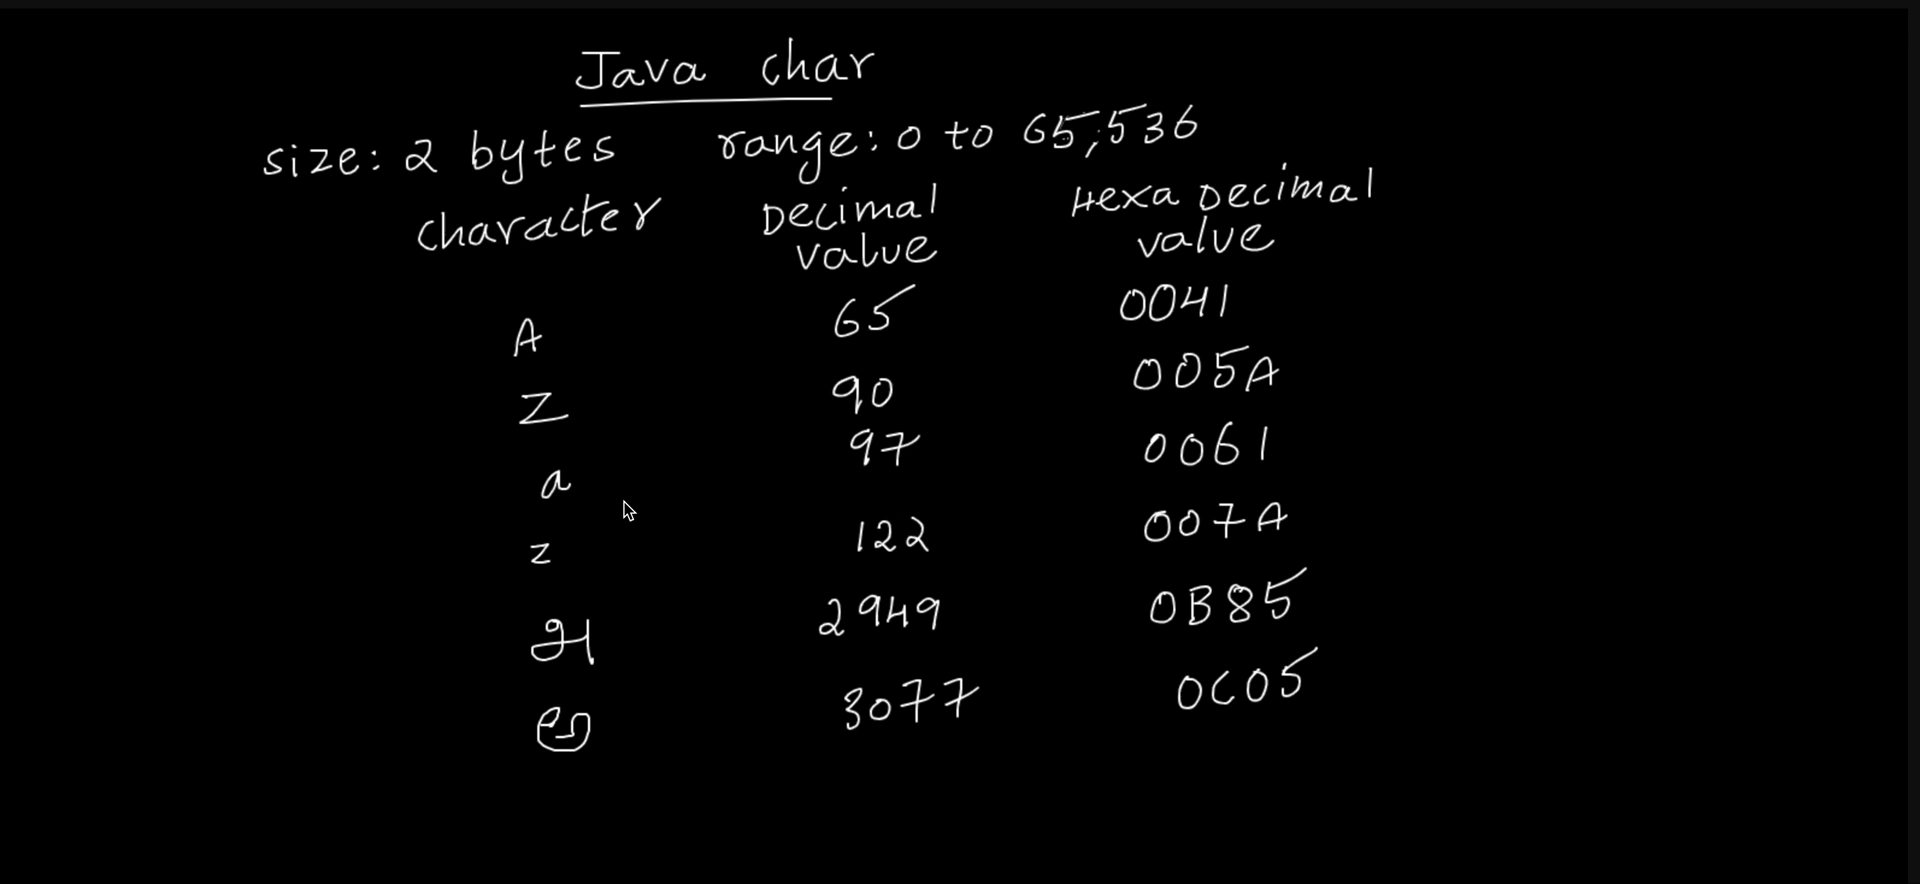 Java char
size: 2 bytes range: 0 to 65,536
character Decimal value Hexa Decimal value
A 65 0041
Z 90 005A
a 97 0061
z 122 007A
அ 2949 0B85
అ 3077 0C05